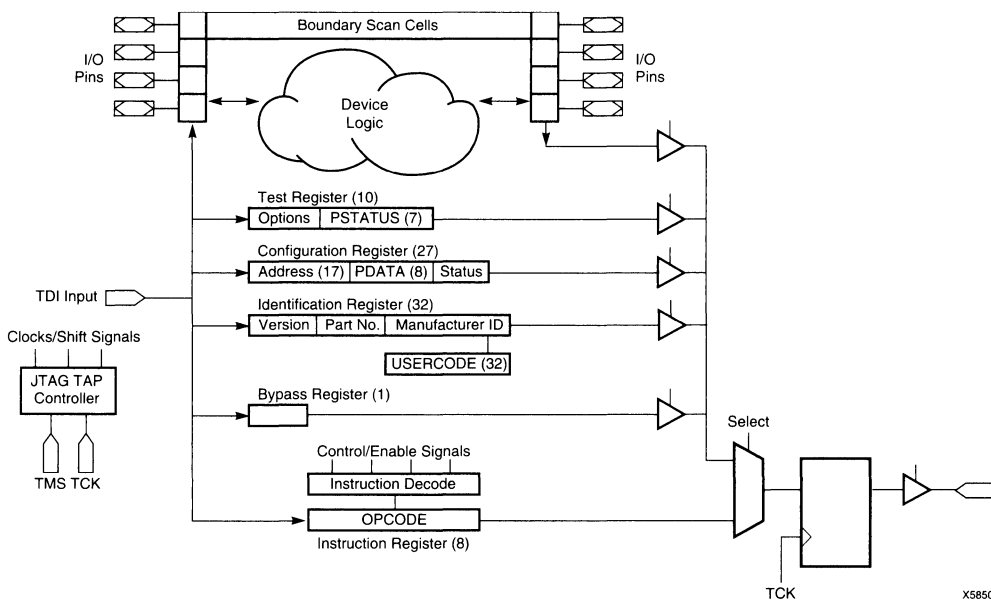 Boundary Scan Cells
I/O
Pins
I/O
Pins
Device
Logic
Test Register (10)
Options PSTATUS (7)
Configuration Register (27)
Address (17) PDATA (8) Status
TDI Input
Identification Register (32)
Version Part No. Manufacturer ID
USERCODE (32)
Clocks/Shift Signals
JTAG TAP
Controller
TMS TCK
Bypass Register (1)
Select
Control/Enable Signals
Instruction Decode
OPCODE
Instruction Register (8)
TCK
X5850